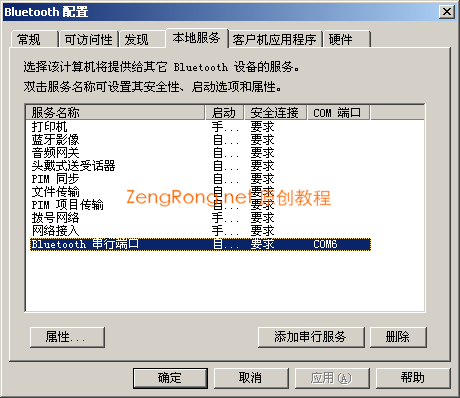 Bluetooth 配置
常规 可访问性 发现 本地服务 客户机应用程序 硬件
选择该计算机将提供给其它 Bluetooth 设备的服务。
双击服务名称可设置其安全性、启动选项和属性。
服务名称 启动 安全连接 COM 端口
打印机 手... 要求
蓝牙影像 自... 要求
音频网关 自... 要求
头戴式送受话器 自... 要求
PIM 同步 自... 要求
文件传输 自... 要求
PIM 项目传输 自... 要求
拨号网络 手... 要求
网络接入 手... 要求
Bluetooth 串行端口 自... 要求 COM6
ZengRong.net原创教程
属性... 添加串行服务 删除
确定 取消 应用(A) 帮助